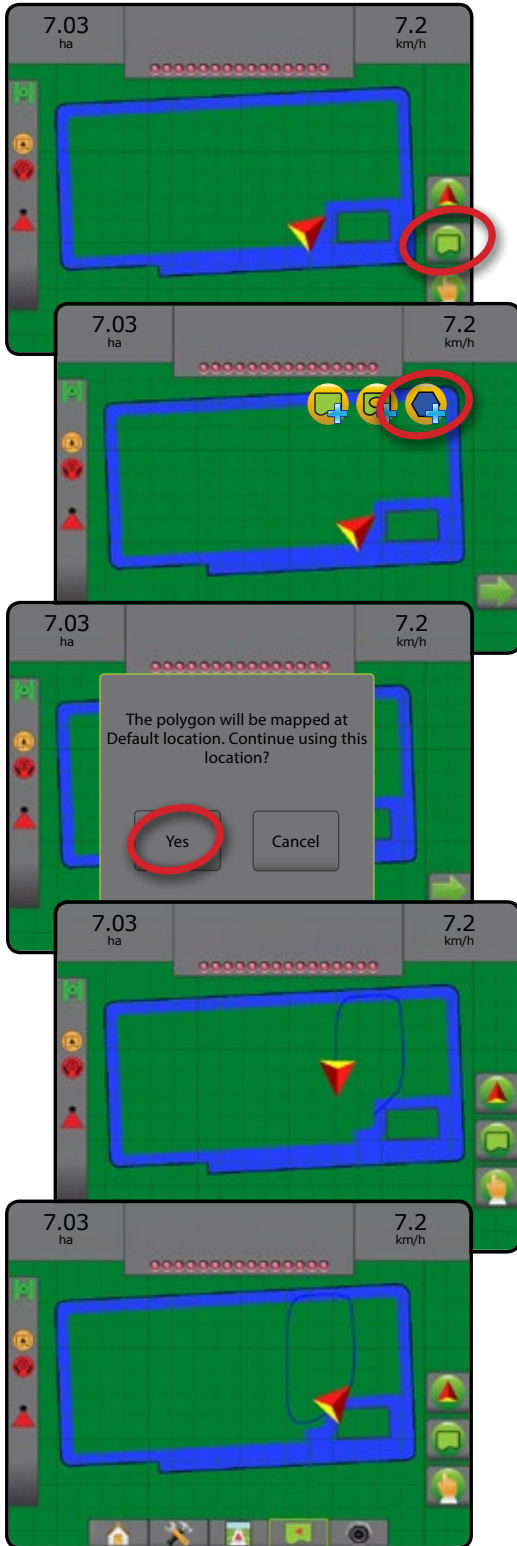 7.03
ha
7.2
km/h
7.03
ha
7.2
km/h
7.03
ha
7.2
km/h
The polygon will be mapped at
Default location. Continue using this
location?
Yes
Cancel
7.03
ha
7.2
km/h
7.03
ha
7.2
km/h